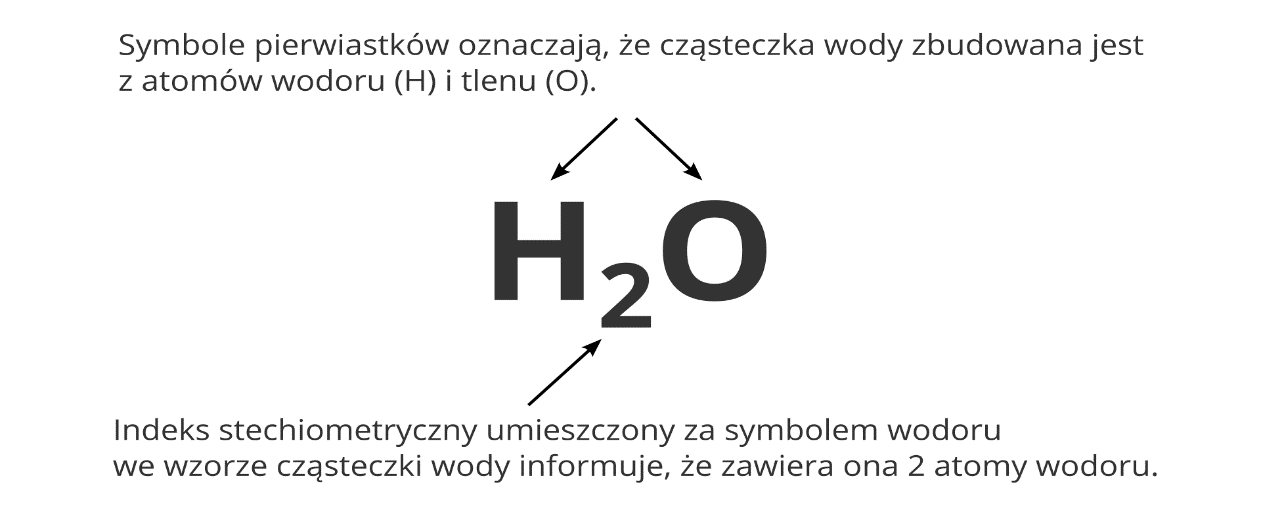 Symbole pierwiastków oznaczają, że cząsteczka wody zbudowana jest
z atomów wodoru (H) i tlenu (O).
H₂O
Indeks stechiometryczny umieszczony za symbolem wodoru
we wzorze cząsteczki wody informuje, że zawiera ona 2 atomy wodoru.